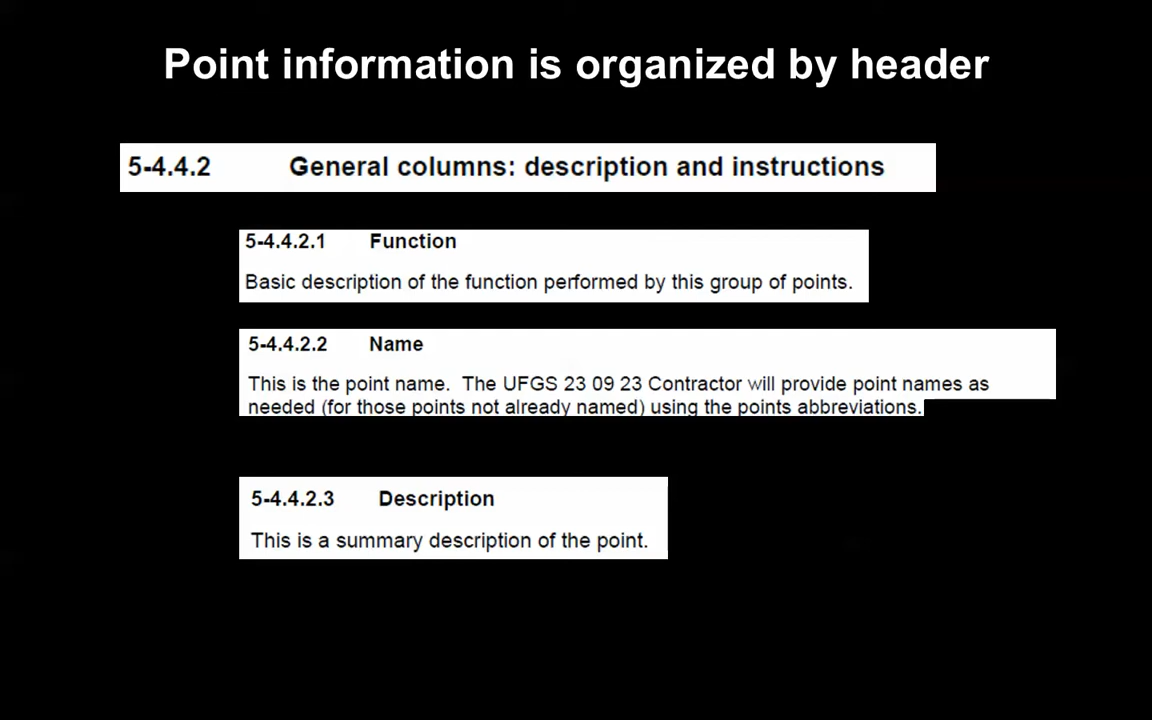 Point information is organized by header
5-4.4.2 General columns: description and instructions
5-4.4.2.1 Function
Basic description of the function performed by this group of points.
5-4.4.2.2 Name
This is the point name. The UFGS 23 09 23 Contractor will provide point names as
needed (for those points not already named) using the points abbreviations.
5-4.4.2.3 Description
This is a summary description of the point.